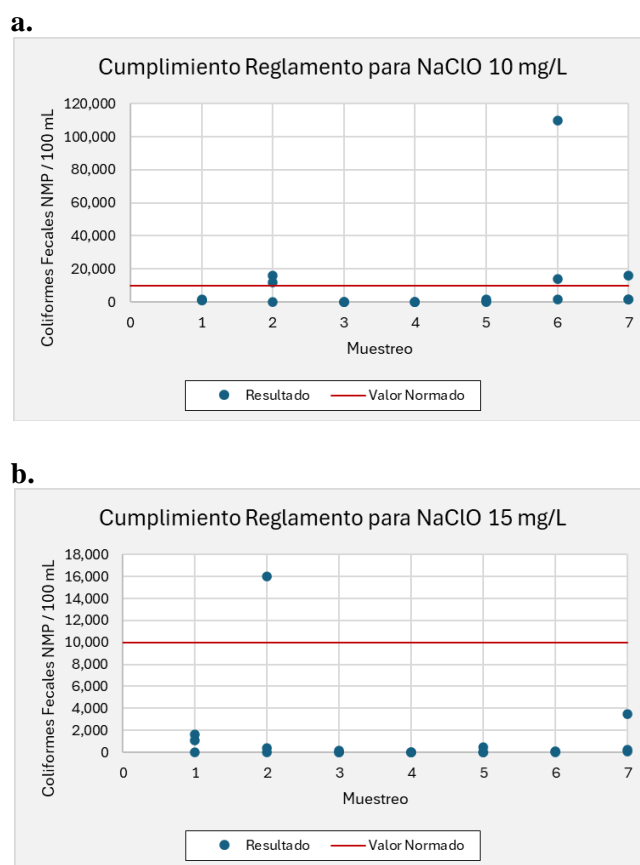 a.
Cumplimiento Reglamento para NaClO 10 mg/L
Coliformes Fecales NMP / 100 mL
120,000
100,000
80,000
60,000
40,000
20,000
0
0 1 2 3 4 5 6 7
Muestreo
Resultado Valor Normado
b.
Cumplimiento Reglamento para NaClO 15 mg/L
Coliformes Fecales NMP / 100 mL
18,000
16,000
14,000
12,000
10,000
8,000
6,000
4,000
2,000
0
0 1 2 3 4 5 6 7
Muestreo
Resultado Valor Normado